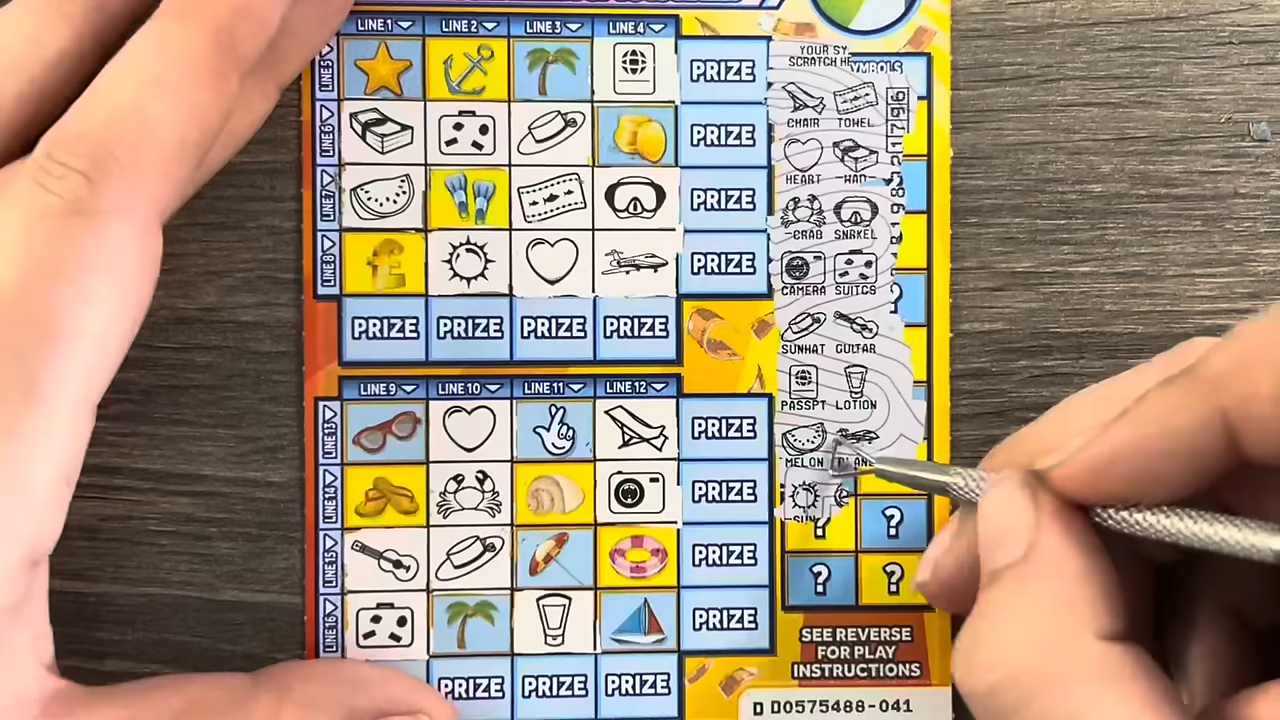 LINE 1 LINE 2 LINE 3 LINE 4
LINE 5 PRIZE
LINE 6 PRIZE
LINE 7 PRIZE
LINE 8 £ PRIZE
PRIZE PRIZE PRIZE PRIZE
LINE 9 LINE 10 LINE 11 LINE 12
LINE 13 PRIZE
LINE 14 PRIZE
LINE 15 PRIZE
LINE 16 PRIZE
PRIZE PRIZE PRIZE
YOUR SY
SCRATCH HE YMBOLS
CHAIR TOWEL
HEART WAD
CRAB SNRKEL
CAMERA SUITCS
SUNHAT GUITAR
PASSPT LOTION
MELON
SUN
? ?
? ?
SEE REVERSE
FOR PLAY
INSTRUCTIONS
D D0575488-041